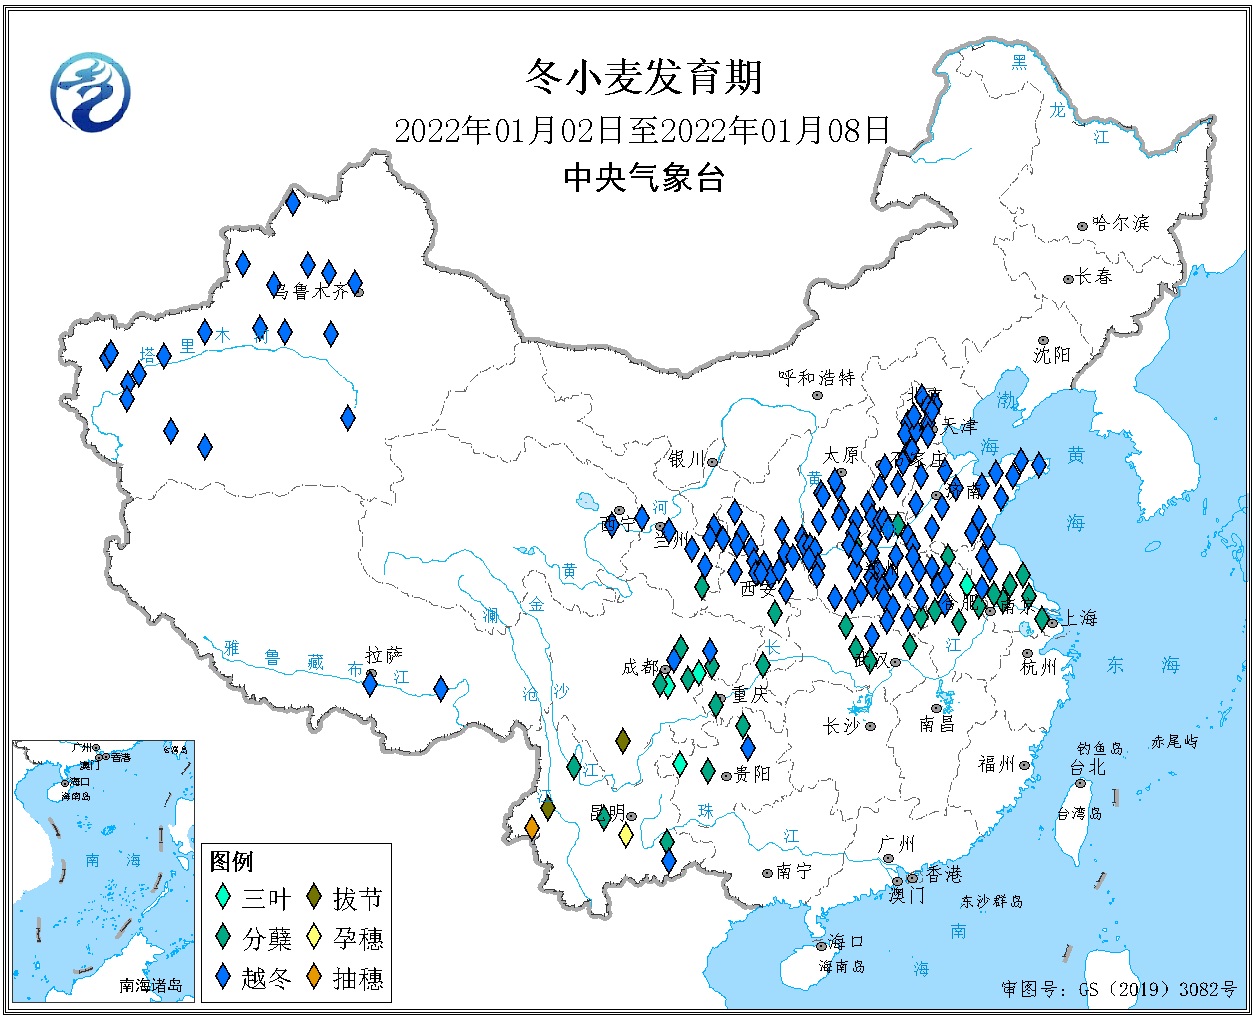 冬小麦发育期
2022年01月02日至2022年01月08日
中央气象台
黑
龙
江
哈尔滨
长春
沈阳
乌鲁木齐
塔 里 木 河
呼和浩特
北京
天津
渤
海
银川
太原
石家庄
黄
海
济南
西宁
兰州
河
黄
黄
西安
郑州
合肥
南京
上海
澜
金
沧
沙
江
江
雅 鲁 藏 布 江
拉萨
成都
重庆
长
江
武汉
杭州
东 海
长沙
南昌
贵阳
福州
钓鱼岛
赤尾屿
台北
台湾岛
昆明
珠
江
广州
香港
澳门
南宁
东沙群岛
南
海
海口
海南岛
广州
香港
澳门
海口
海南岛
台湾岛
南 海
南海诸岛
图例
三叶 拔节
分蘖 孕穗
越冬 抽穗
审图号: GS (2019) 3082号